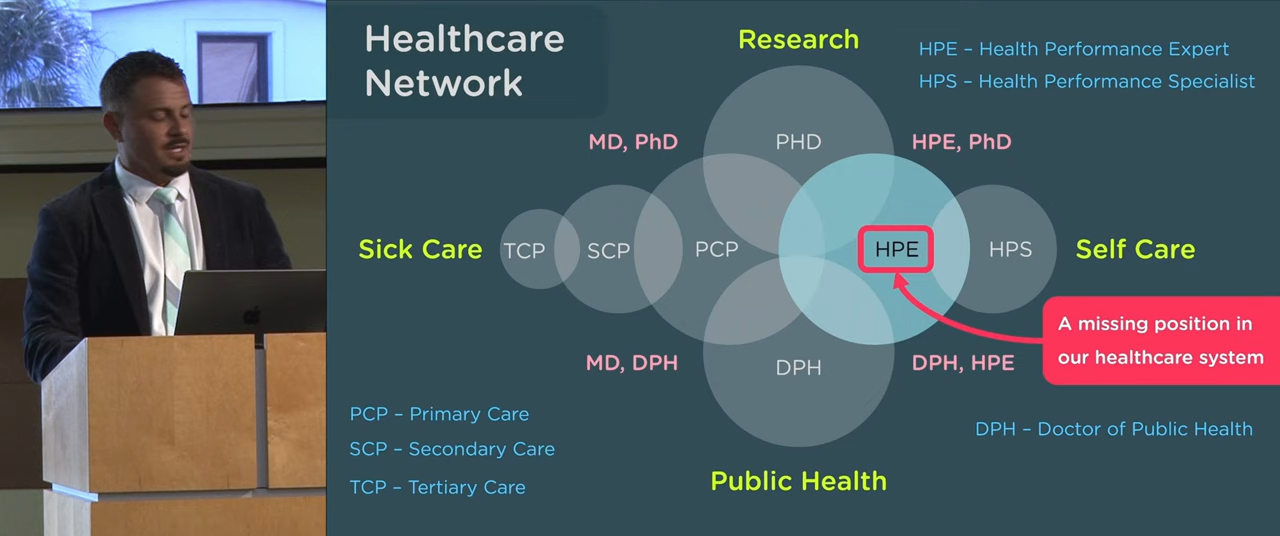 Healthcare
Network
Research
HPE – Health Performance Expert
HPS – Health Performance Specialist
MD, PhD
PHD
HPE, PhD
Sick Care
TCP
SCP
PCP
HPE
HPS
Self Care
A missing position in
our healthcare system
MD, DPH
DPH
DPH, HPE
PCP – Primary Care
SCP – Secondary Care
TCP – Tertiary Care
DPH – Doctor of Public Health
Public Health